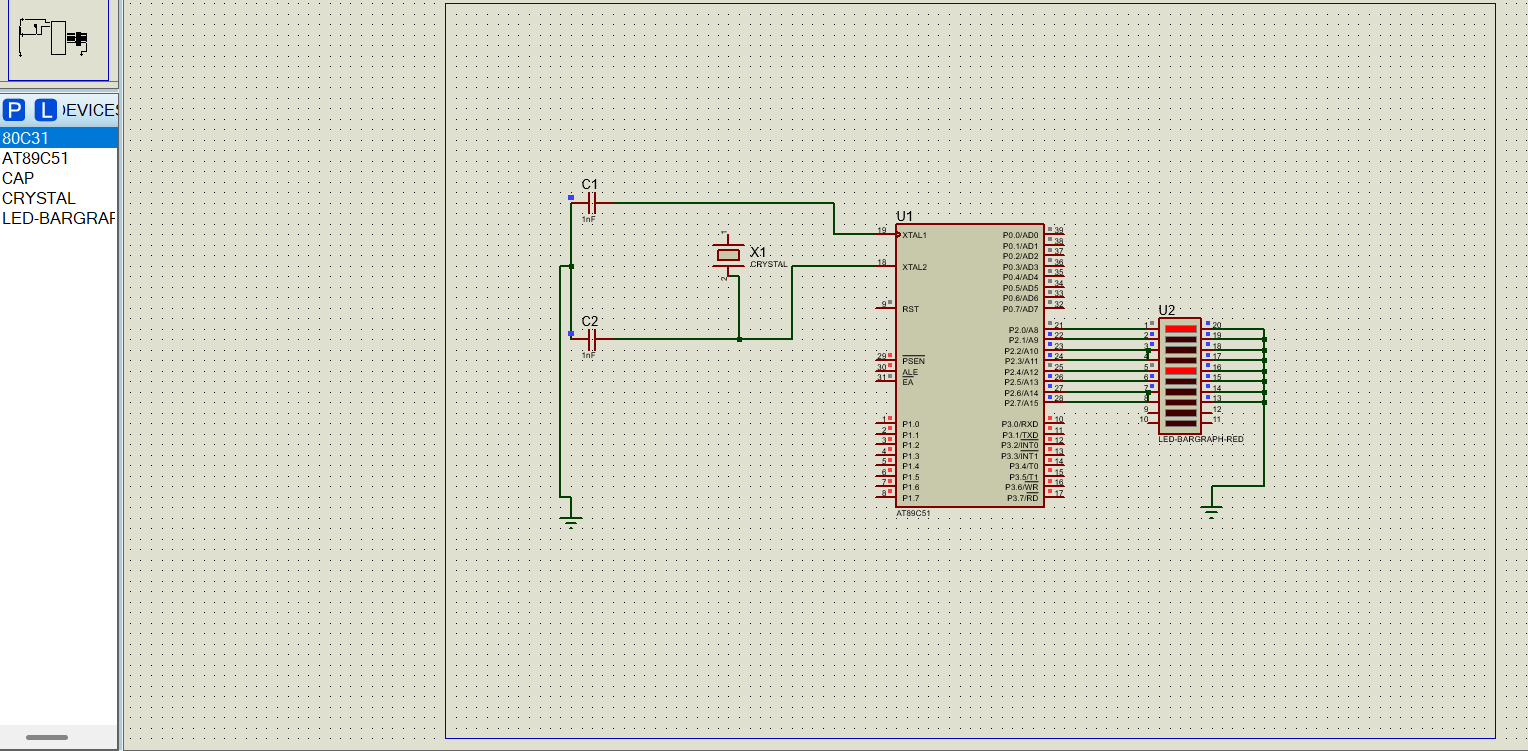 P L DEVICES
80C31
AT89C51
CAP
CRYSTAL
LED-BARGRAP
C1
1nF
X1
CRYSTAL
1
2
C2
1nF
U1
19 XTAL1
18 XTAL2
9 RST
29 PSEN
30 ALE
31 EA
1 P1.0
2 P1.1
3 P1.2
4 P1.3
5 P1.4
6 P1.5
7 P1.6
8 P1.7
P0.0/AD0 39
P0.1/AD1 38
P0.2/AD2 37
P0.3/AD3 36
P0.4/AD4 35
P0.5/AD5 34
P0.6/AD6 33
P0.7/AD7 32
P2.0/A8 21
P2.1/A9 22
P2.2/A10 23
P2.3/A11 24
P2.4/A12 25
P2.5/A13 26
P2.6/A14 27
P2.7/A15 28
P3.0/RXD 10
P3.1/TXD 11
P3.2/INT0 12
P3.3/INT1 13
P3.4/T0 14
P3.5/T1 15
P3.6/WR 16
P3.7/RD 17
AT89C51
U2
1 20
2 19
3 18
4 17
5 16
6 15
7 14
8 13
9 12
10 11
LED-BARGRAPH-RED